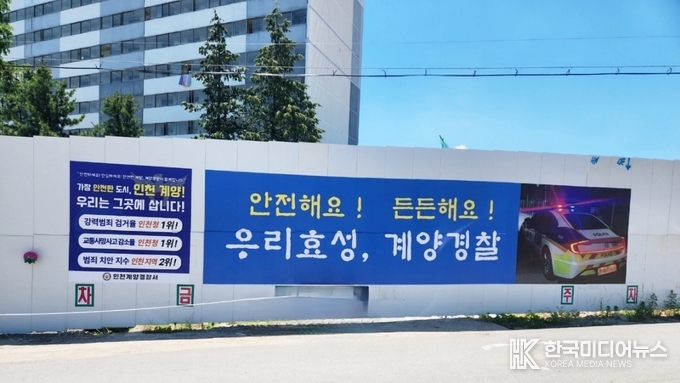 가장 안전한 도시, 인천 계양!
우리는 그곳에 삽니다!
강력범죄 검거율 인천청 1위!
교통사망사고 감소율 인천청 1위!
범죄 치안 지수 인천 지역 2위!
인천계양경찰서
안전해요! 든든해요!
우리효성, 계양경찰
POLICE
차 금 주 차
HK 한국미디어뉴스
KOREA MEDIA NEWS